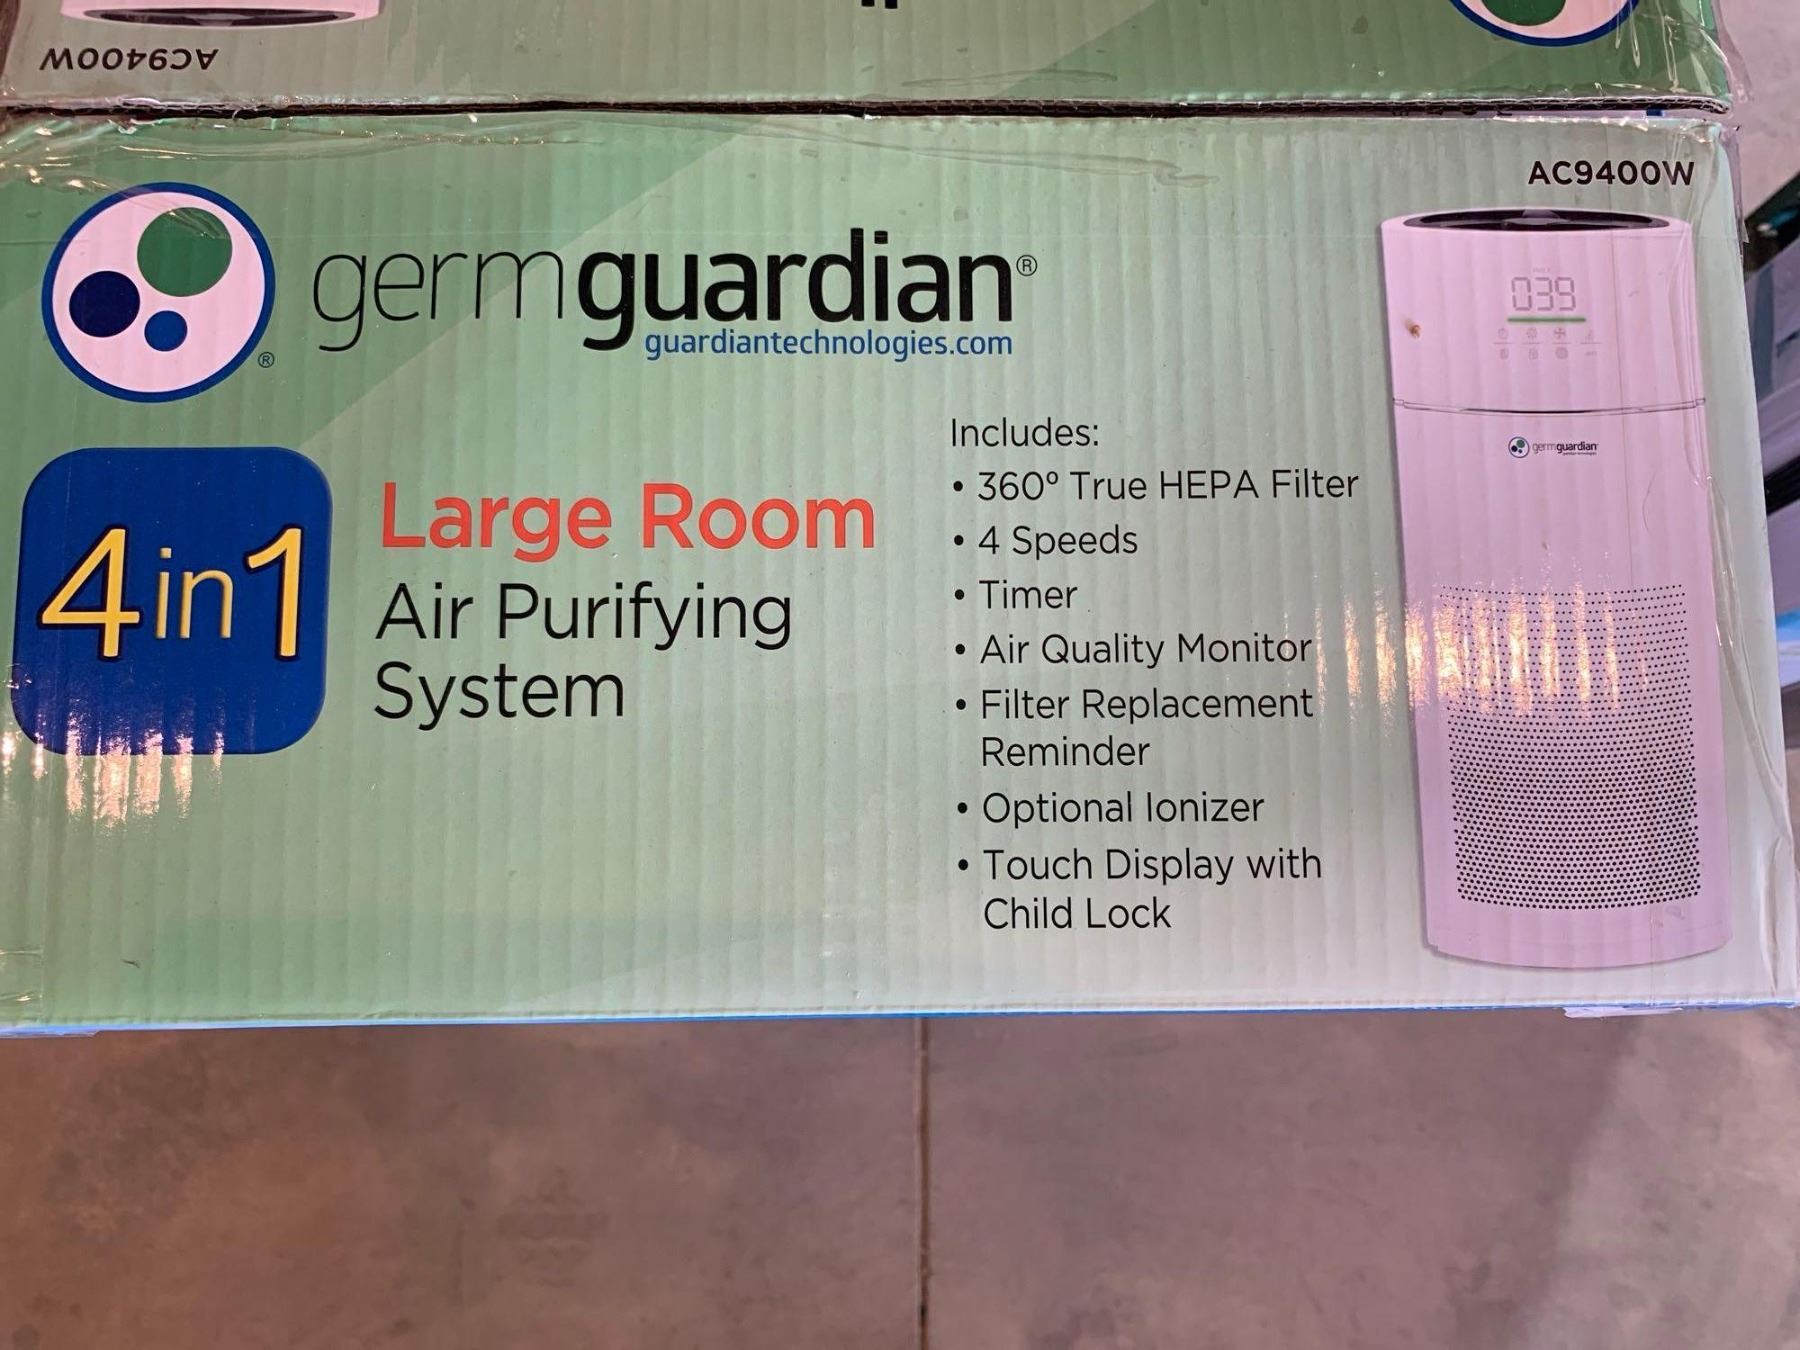 AC9400W
AC9400W
germguardian®
®
guardiantechnologies.com
4in1
Large Room
Air Purifying
System
Includes:
• 360° True HEPA Filter
• 4 Speeds
• Timer
• Air Quality Monitor
• Filter Replacement
Reminder
• Optional Ionizer
• Touch Display with
Child Lock
039
germguardian